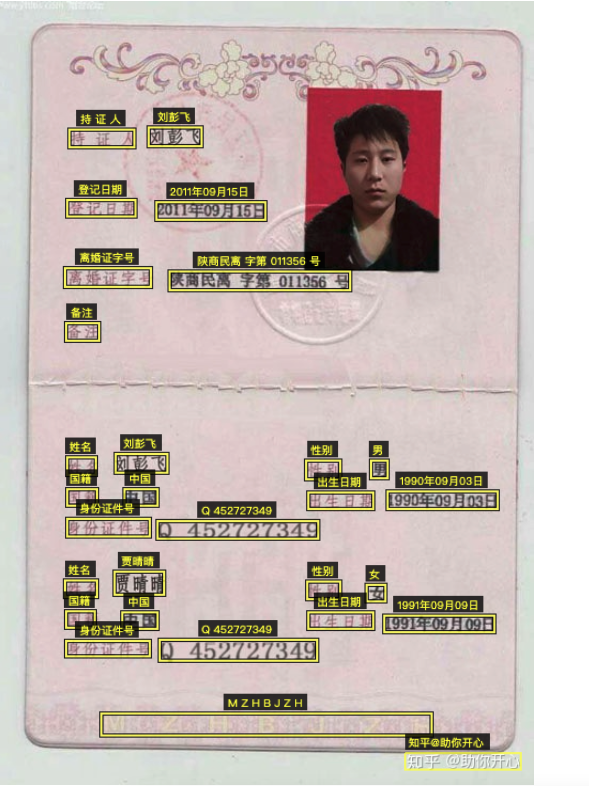 持证人 刘彭飞
持 证 人 刘彭飞
登记日期 2011年09月15日
登记日期 2011年09月15日
离婚证字号 陕商民离 字第 011356 号
离婚证字号 陕商民离 字第 011356 号
备注
备注
姓名 刘彭飞 性别 男
姓名 刘彭飞 性别 男
国籍 中国 出生日期 1990年09月03日
国籍 中国 出生日期 1990年09月03日
身份证件号 Q 452727349
身份证件号 Q 452727349
姓名 贾晴晴 性别 女
姓名 贾晴晴 性别 女
国籍 中国 出生日期 1991年09月09日
国籍 中国 出生日期 1991年09月09日
身份证件号 Q 452727349
身份证件号 Q 452727349
MZHBJZH
M Z H B J Z H
知乎@助你开心
知乎 @助你开心